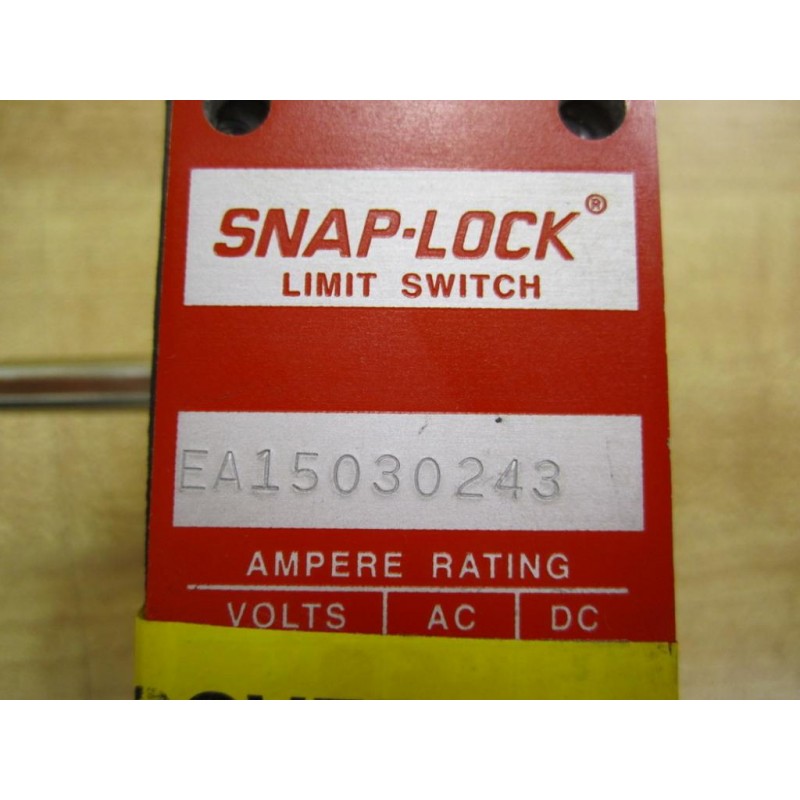 SNAP-LOCK®
LIMIT SWITCH
EA15030243
AMPERE RATING
VOLTS AC DC